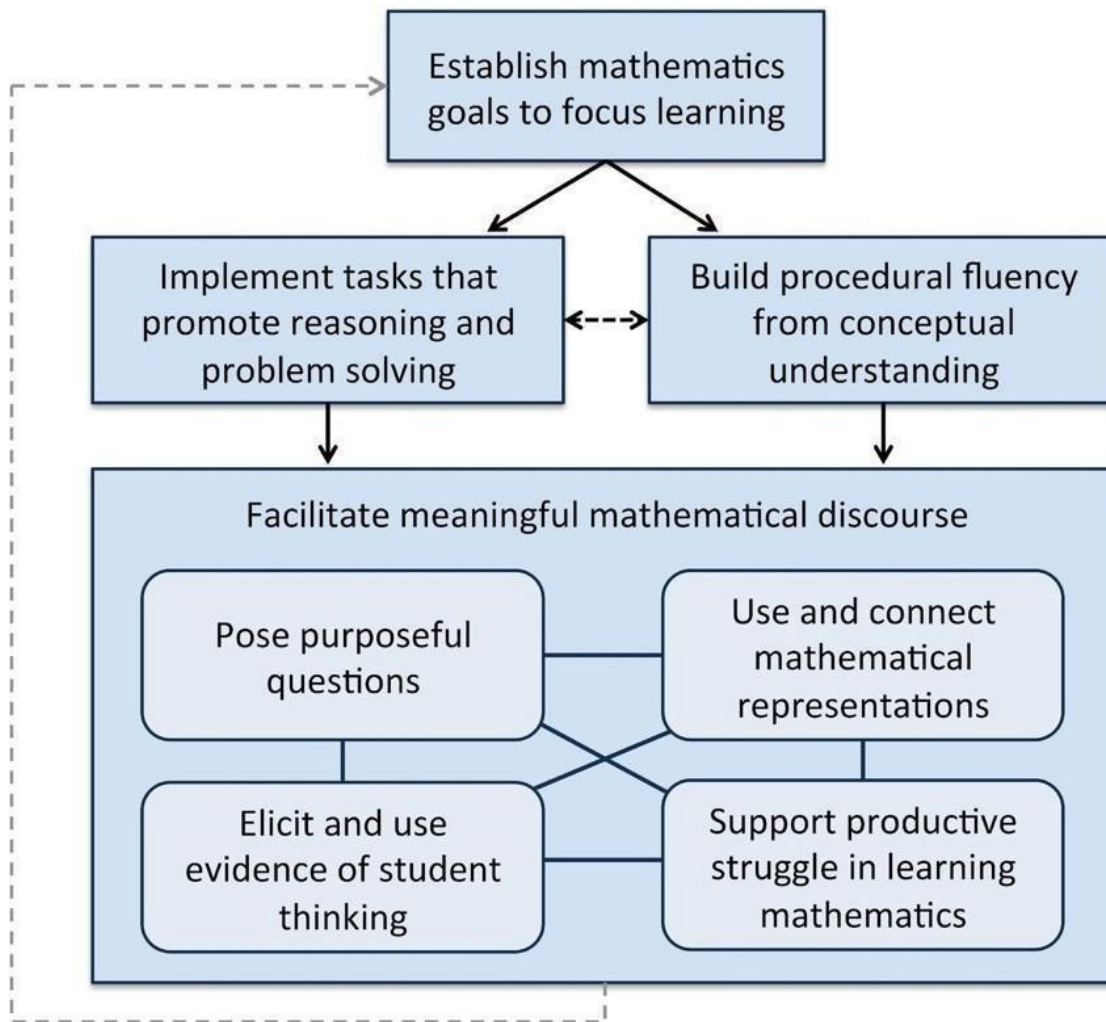 Establish mathematics
goals to focus learning
Implement tasks that
promote reasoning and
problem solving
Build procedural fluency
from conceptual
understanding
Facilitate meaningful mathematical discourse
Pose purposeful
questions
Use and connect
mathematical
representations
Elicit and use
evidence of student
thinking
Support productive
struggle in learning
mathematics